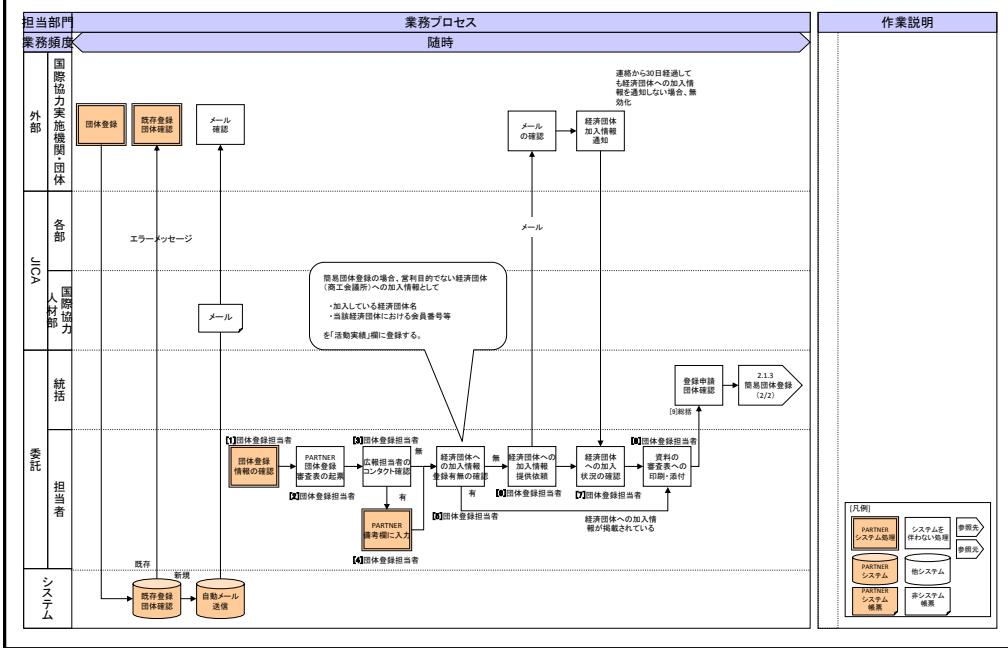 担当部門
業務プロセス
作業説明
業務頻度
随時
外部
国際協力実施機関・団体
団体登録
既存登録
団体確認
メール
確認
メール
の確認
経済団体
加入情報
通知
連絡から30日経過して
も経済団体への加入情
報を通知しない場合、無
効化
JICA
各部
エラーメッセージ
メール
国際協力
人材部
メール
簡易団体登録の場合、営利目的でない経済団体
(商工会議所)への加入情報として
・加入している経済団体名
・当該経済団体における会員番号等
を「活動実績」欄に登録する。
委託
統括
登録申請
団体確認
[9]総括
2.1.3
簡易団体登録
(2/2)
担当者
[1]団体登録担当者
団体登録
情報の確認
PARTNER
団体登録
審査表の起票
[2]団体登録担当者
[3]団体登録担当者
広報担当者の
コンタクト確認
無
有
PARTNER
備考欄に入力
[4]団体登録担当者
経済団体へ
の加入情報
登録有無の確認
無
有
[5]団体登録担当者
経済団体への
加入情報
提供依頼
[6]団体登録担当者
経済団体
への加入
状況の確認
[7]団体登録担当者
[8]団体登録担当者
資料の
審査表への
印刷・添付
経済団体への加入情
報が掲載されている
システム
既存
新規
既存登録
団体確認
自動メール
送信
[凡例]
PARTNER
システム処理
システムを
伴わない処理
参照先
参照元
PARTNER
システム
他システム
PARTNER
システム
帳票
非システム
帳票